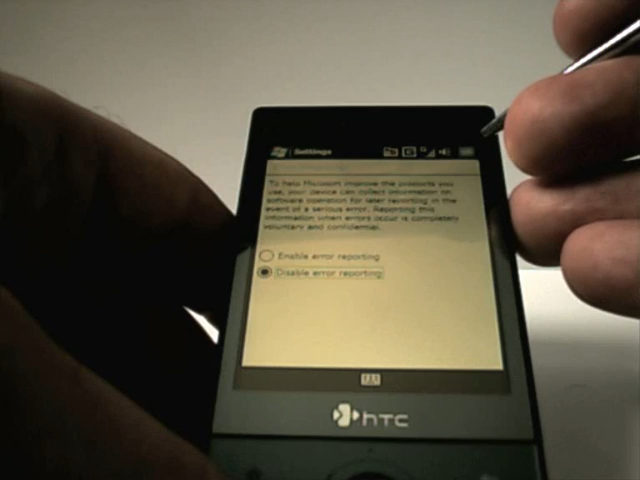 Settings
To help Microsoft improve the products you
use, your device can collect information on
software operation for later reporting in the
event of a serious error. Reporting this
information when errors occur is completely
voluntary and confidential.
Enable error reporting
Disable error reporting
hTC